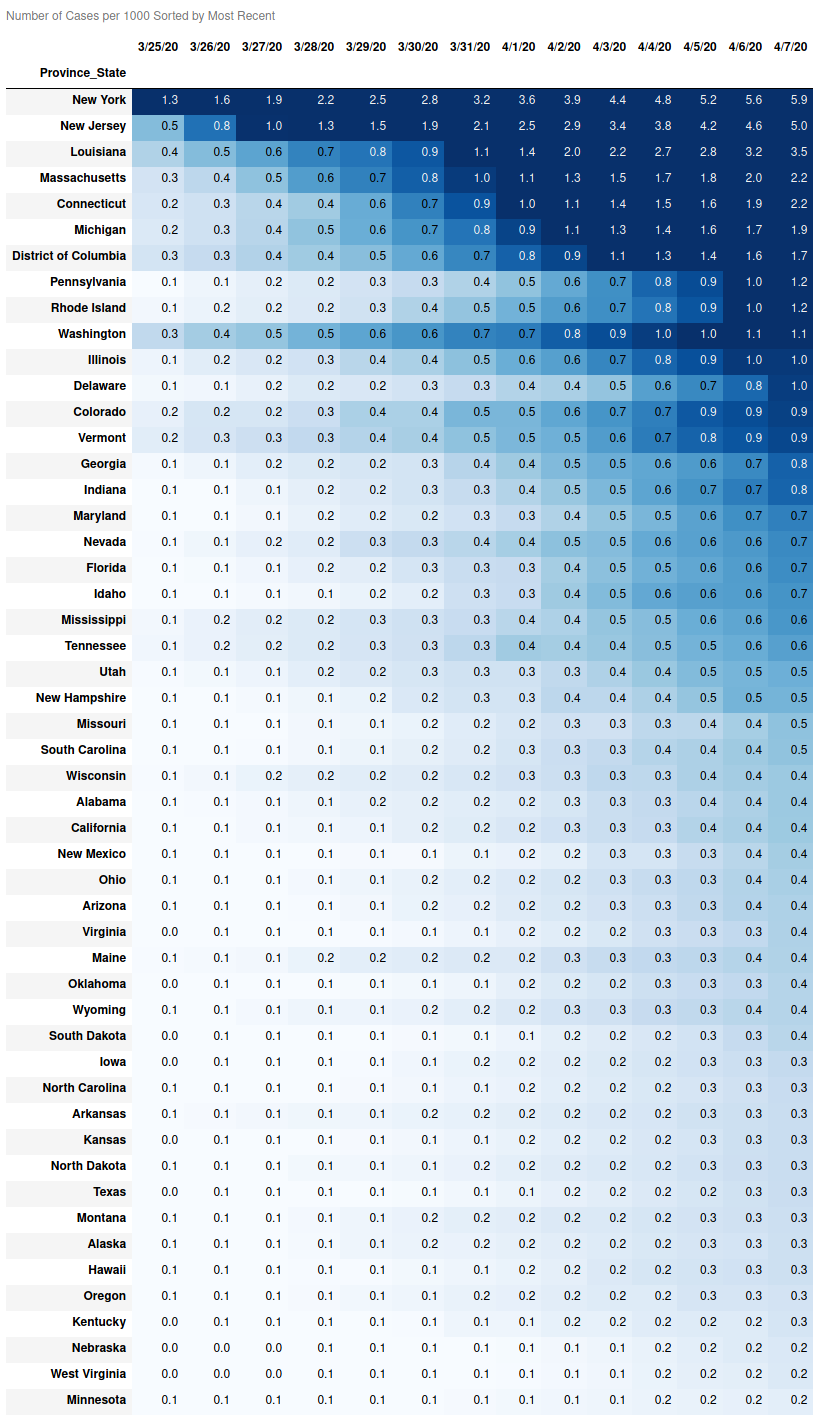 Number of Cases per 1000 Sorted by Most Recent
3/25/20 3/26/20 3/27/20 3/28/20 3/29/20 3/30/20 3/31/20 4/1/20 4/2/20 4/3/20 4/4/20 4/5/20 4/6/20 4/7/20
Province_State
New York 1.3 1.6 1.9 2.2 2.5 2.8 3.2 3.6 3.9 4.4 4.8 5.2 5.6 5.9
New Jersey 0.5 0.8 1.0 1.3 1.5 1.9 2.1 2.5 2.9 3.4 3.8 4.2 4.6 5.0
Louisiana 0.4 0.5 0.6 0.7 0.8 0.9 1.1 1.4 2.0 2.2 2.7 2.8 3.2 3.5
Massachusetts 0.3 0.4 0.5 0.6 0.7 0.8 1.0 1.1 1.3 1.5 1.7 1.8 2.0 2.2
Connecticut 0.2 0.3 0.4 0.4 0.6 0.7 0.9 1.0 1.1 1.4 1.5 1.6 1.9 2.2
Michigan 0.2 0.3 0.4 0.5 0.6 0.7 0.8 0.9 1.1 1.3 1.4 1.6 1.7 1.9
District of Columbia 0.3 0.3 0.4 0.4 0.5 0.6 0.7 0.8 0.9 1.1 1.3 1.4 1.6 1.7
Pennsylvania 0.1 0.1 0.2 0.2 0.3 0.3 0.4 0.5 0.6 0.7 0.8 0.9 1.0 1.2
Rhode Island 0.1 0.2 0.2 0.2 0.3 0.4 0.5 0.5 0.6 0.7 0.8 0.9 1.0 1.2
Washington 0.3 0.4 0.5 0.5 0.6 0.6 0.7 0.7 0.8 0.9 1.0 1.0 1.1 1.1
Illinois 0.1 0.2 0.2 0.3 0.4 0.4 0.5 0.6 0.6 0.7 0.8 0.9 1.0 1.0
Delaware 0.1 0.1 0.2 0.2 0.2 0.3 0.3 0.4 0.4 0.5 0.6 0.7 0.8 1.0
Colorado 0.2 0.2 0.2 0.3 0.4 0.4 0.5 0.5 0.6 0.7 0.7 0.9 0.9 0.9
Vermont 0.2 0.3 0.3 0.3 0.4 0.4 0.5 0.5 0.5 0.6 0.7 0.8 0.9 0.9
Georgia 0.1 0.1 0.2 0.2 0.2 0.3 0.4 0.4 0.5 0.5 0.6 0.6 0.7 0.8
Indiana 0.1 0.1 0.1 0.2 0.2 0.3 0.3 0.4 0.5 0.5 0.6 0.7 0.7 0.8
Maryland 0.1 0.1 0.1 0.2 0.2 0.2 0.3 0.3 0.4 0.5 0.5 0.6 0.7 0.7
Nevada 0.1 0.1 0.2 0.2 0.3 0.3 0.4 0.4 0.5 0.5 0.6 0.6 0.6 0.7
Florida 0.1 0.1 0.1 0.2 0.2 0.3 0.3 0.3 0.4 0.5 0.5 0.6 0.6 0.7
Idaho 0.1 0.1 0.1 0.1 0.2 0.2 0.3 0.3 0.4 0.5 0.6 0.6 0.6 0.7
Mississippi 0.1 0.2 0.2 0.2 0.3 0.3 0.3 0.4 0.4 0.5 0.5 0.6 0.6 0.6
Tennessee 0.1 0.2 0.2 0.2 0.3 0.3 0.3 0.4 0.4 0.4 0.5 0.5 0.6 0.6
Utah 0.1 0.1 0.1 0.2 0.2 0.3 0.3 0.3 0.3 0.4 0.4 0.5 0.5 0.5
New Hampshire 0.1 0.1 0.1 0.1 0.2 0.2 0.3 0.3 0.4 0.4 0.4 0.5 0.5 0.5
Missouri 0.1 0.1 0.1 0.1 0.1 0.2 0.2 0.2 0.3 0.3 0.3 0.4 0.4 0.5
South Carolina 0.1 0.1 0.1 0.1 0.1 0.2 0.2 0.3 0.3 0.3 0.4 0.4 0.4 0.5
Wisconsin 0.1 0.1 0.2 0.2 0.2 0.2 0.2 0.3 0.3 0.3 0.3 0.4 0.4 0.4
Alabama 0.1 0.1 0.1 0.1 0.2 0.2 0.2 0.2 0.3 0.3 0.3 0.4 0.4 0.4
California 0.1 0.1 0.1 0.1 0.1 0.2 0.2 0.2 0.3 0.3 0.3 0.4 0.4 0.4
New Mexico 0.1 0.1 0.1 0.1 0.1 0.1 0.1 0.2 0.2 0.3 0.3 0.3 0.4 0.4
Ohio 0.1 0.1 0.1 0.1 0.1 0.2 0.2 0.2 0.2 0.3 0.3 0.3 0.4 0.4
Arizona 0.1 0.1 0.1 0.1 0.1 0.2 0.2 0.2 0.2 0.3 0.3 0.3 0.4 0.4
Virginia 0.0 0.1 0.1 0.1 0.1 0.1 0.1 0.2 0.2 0.2 0.3 0.3 0.3 0.4
Maine 0.1 0.1 0.1 0.2 0.2 0.2 0.2 0.2 0.3 0.3 0.3 0.3 0.4 0.4
Oklahoma 0.0 0.1 0.1 0.1 0.1 0.1 0.1 0.2 0.2 0.2 0.3 0.3 0.3 0.4
Wyoming 0.1 0.1 0.1 0.1 0.1 0.2 0.2 0.2 0.2 0.3 0.3 0.3 0.4 0.4
South Dakota 0.0 0.1 0.1 0.1 0.1 0.1 0.1 0.1 0.2 0.2 0.2 0.3 0.3 0.4
Iowa 0.0 0.1 0.1 0.1 0.1 0.1 0.2 0.2 0.2 0.2 0.2 0.3 0.3 0.3
North Carolina 0.1 0.1 0.1 0.1 0.1 0.1 0.1 0.2 0.2 0.2 0.2 0.3 0.3 0.3
Arkansas 0.1 0.1 0.1 0.1 0.1 0.2 0.2 0.2 0.2 0.2 0.2 0.3 0.3 0.3
Kansas 0.0 0.1 0.1 0.1 0.1 0.1 0.1 0.2 0.2 0.2 0.2 0.3 0.3 0.3
North Dakota 0.1 0.1 0.1 0.1 0.1 0.1 0.2 0.2 0.2 0.2 0.2 0.3 0.3 0.3
Texas 0.0 0.1 0.1 0.1 0.1 0.1 0.1 0.1 0.2 0.2 0.2 0.2 0.3 0.3
Montana 0.1 0.1 0.1 0.1 0.1 0.2 0.2 0.2 0.2 0.2 0.2 0.3 0.3 0.3
Alaska 0.1 0.1 0.1 0.1 0.1 0.2 0.2 0.2 0.2 0.2 0.2 0.3 0.3 0.3
Hawaii 0.1 0.1 0.1 0.1 0.1 0.1 0.1 0.2 0.2 0.2 0.2 0.3 0.3 0.3
Oregon 0.1 0.1 0.1 0.1 0.1 0.1 0.2 0.2 0.2 0.2 0.2 0.3 0.3 0.3
Kentucky 0.0 0.1 0.1 0.1 0.1 0.1 0.1 0.1 0.2 0.2 0.2 0.2 0.2 0.3
Nebraska 0.0 0.0 0.0 0.1 0.1 0.1 0.1 0.1 0.1 0.1 0.2 0.2 0.2 0.2
West Virginia 0.0 0.0 0.0 0.1 0.1 0.1 0.1 0.1 0.1 0.1 0.2 0.2 0.2 0.2
Minnesota 0.1 0.1 0.1 0.1 0.1 0.1 0.1 0.1 0.1 0.1 0.2 0.2 0.2 0.2